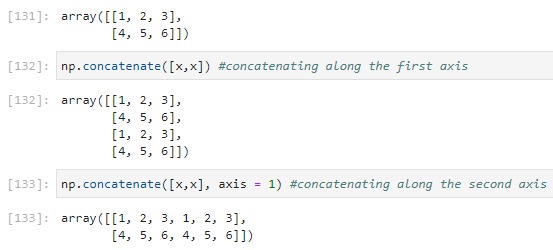 [131]: array([[1, 2, 3],
       [4, 5, 6]])
[132]: np.concatenate([x,x]) #concatenating along the first axis
[132]: array([[1, 2, 3],
       [4, 5, 6],
       [1, 2, 3],
       [4, 5, 6]])
[133]: np.concatenate([x,x], axis = 1) #concatenating along the second axis
[133]: array([[1, 2, 3, 1, 2, 3],
       [4, 5, 6, 4, 5, 6]])